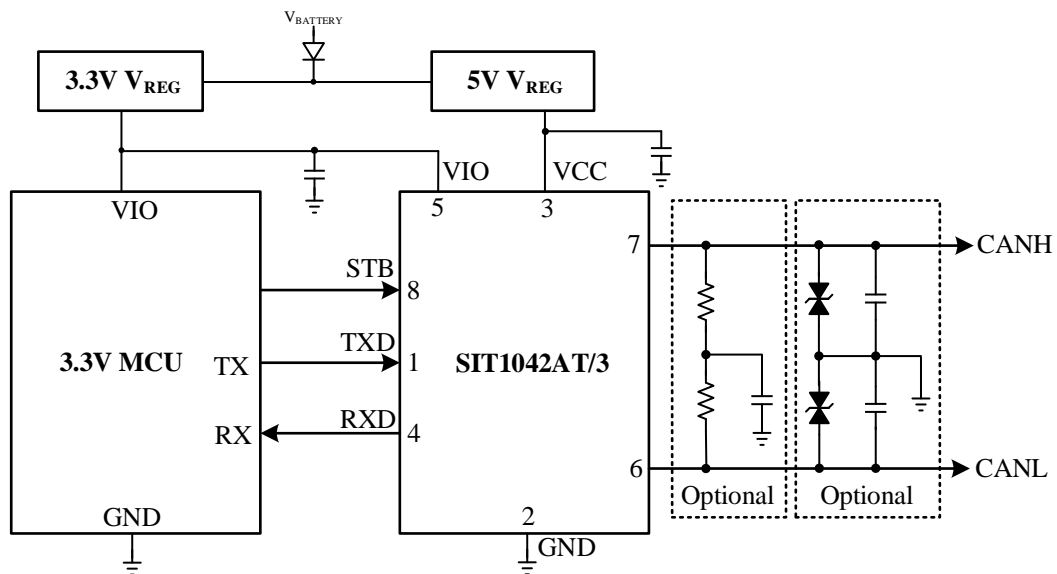 VBATTERY
3.3V VREG
5V VREG
VIO
VCC
VIO
5
3
7
CANH
STB
8
TXD
3.3V MCU
TX
1
SIT1042AT/3
RXD
RX
4
6
CANL
Optional
Optional
GND
2
GND